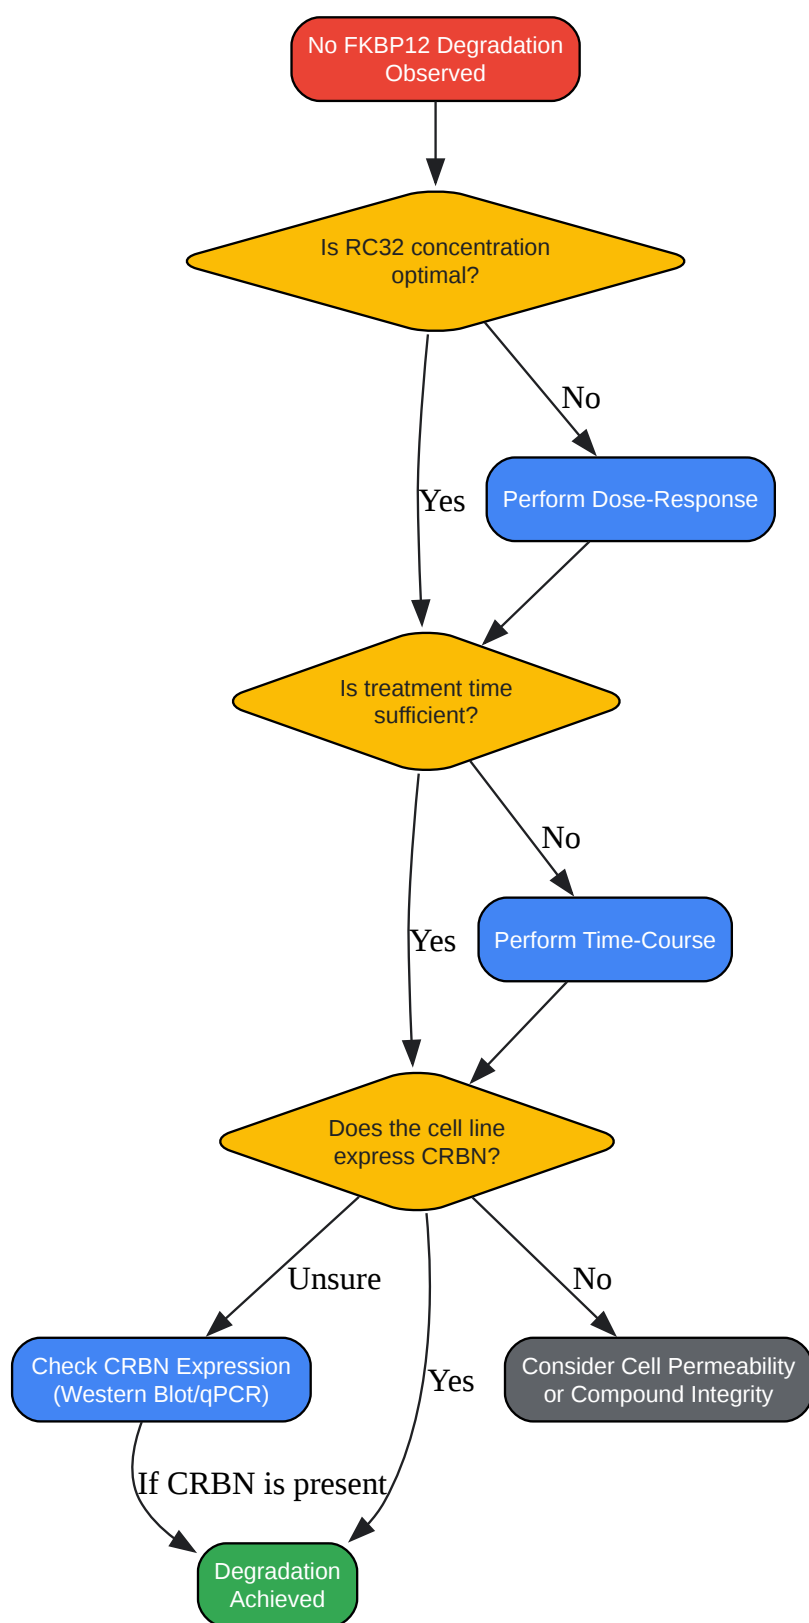 No FKBP12 Degradation
Observed
Is RC32 concentration
optimal?
No
Yes
Perform Dose-Response
Is treatment time
sufficient?
No
Yes
Perform Time-Course
Does the cell line
express CRBN?
Unsure
No
Check CRBN Expression
(Western Blot/qPCR)
Yes
Consider Cell Permeability
or Compound Integrity
If CRBN is present
Degradation
Achieved